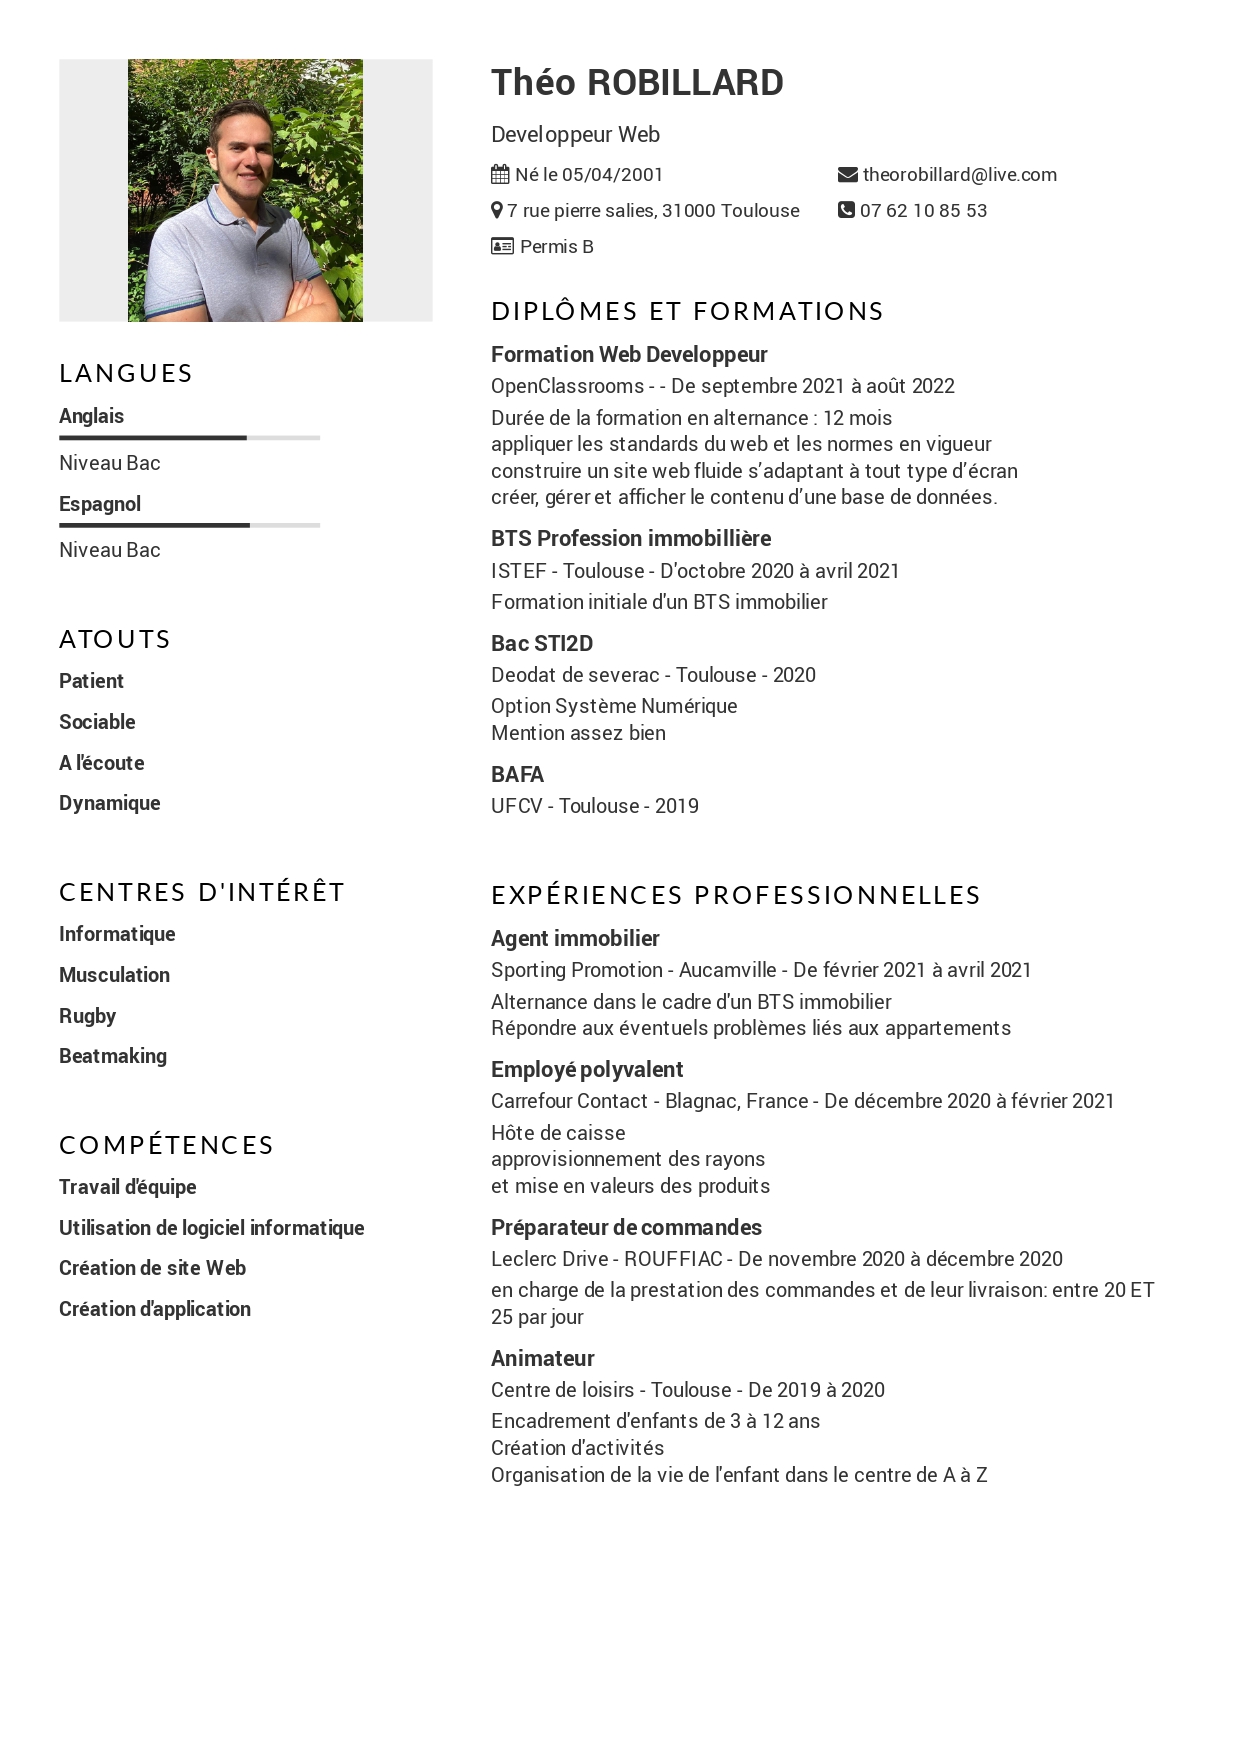 Théo ROBILLARD
Developpeur Web
Né le 05/04/2001
theorobillard@live.com
7 rue pierre salies, 31000 Toulouse
07 62 10 85 53
Permis B
LANGUES
Anglais
Niveau Bac
Espagnol
Niveau Bac
ATOUTS
Patient
Sociable
A l'écoute
Dynamique
CENTRES D'INTÉRÊT
Informatique
Musculation
Rugby
Beatmaking
COMPÉTENCES
Travail d'équipe
Utilisation de logiciel informatique
Création de site Web
Création d'application
DIPLÔMES ET FORMATIONS
Formation Web Developpeur
OpenClassrooms - - De septembre 2021 à août 2022
Durée de la formation en alternance : 12 mois
appliquer les standards du web et les normes en vigueur
construire un site web fluide s’adaptant à tout type d’écran
créer, gérer et afficher le contenu d’une base de données.
BTS Profession immobillière
ISTEF - Toulouse - D'octobre 2020 à avril 2021
Formation initiale d'un BTS immobilier
Bac STI2D
Deodat de severac - Toulouse - 2020
Option Système Numérique
Mention assez bien
BAFA
UFCV - Toulouse - 2019
EXPÉRIENCES PROFESSIONNELLES
Agent immobilier
Sporting Promotion - Aucamville - De février 2021 à avril 2021
Alternance dans le cadre d'un BTS immobilier
Répondre aux éventuels problèmes liés aux appartements
Employé polyvalent
Carrefour Contact - Blagnac, France - De décembre 2020 à février 2021
Hôte de caisse
approvisionnement des rayons
et mise en valeurs des produits
Préparateur de commandes
Leclerc Drive - ROUFFIAC - De novembre 2020 à décembre 2020
en charge de la prestation des commandes et de leur livraison: entre 20 ET
25 par jour
Animateur
Centre de loisirs - Toulouse - De 2019 à 2020
Encadrement d'enfants de 3 à 12 ans
Création d'activités
Organisation de la vie de l'enfant dans le centre de A à Z